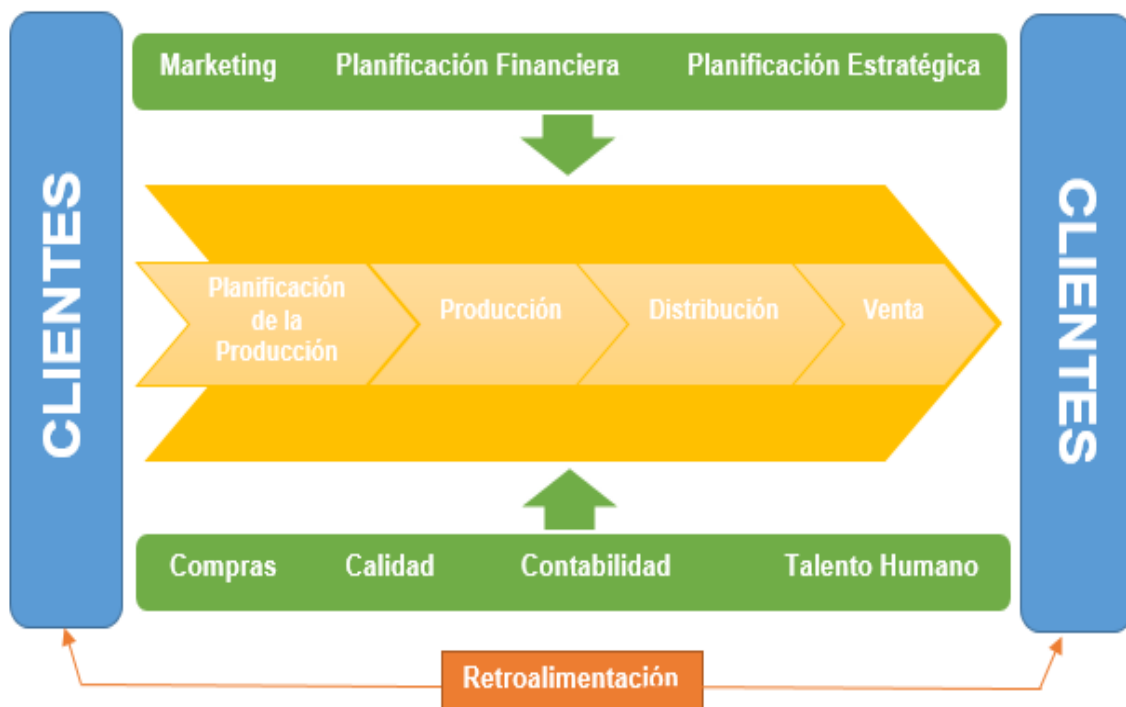 CLIENTES
Marketing Planificación Financiera Planificación Estratégica
Planificación
de la
Producción
Producción
Distribución
Venta
Compras Calidad Contabilidad Talento Humano
CLIENTES
Retroalimentación